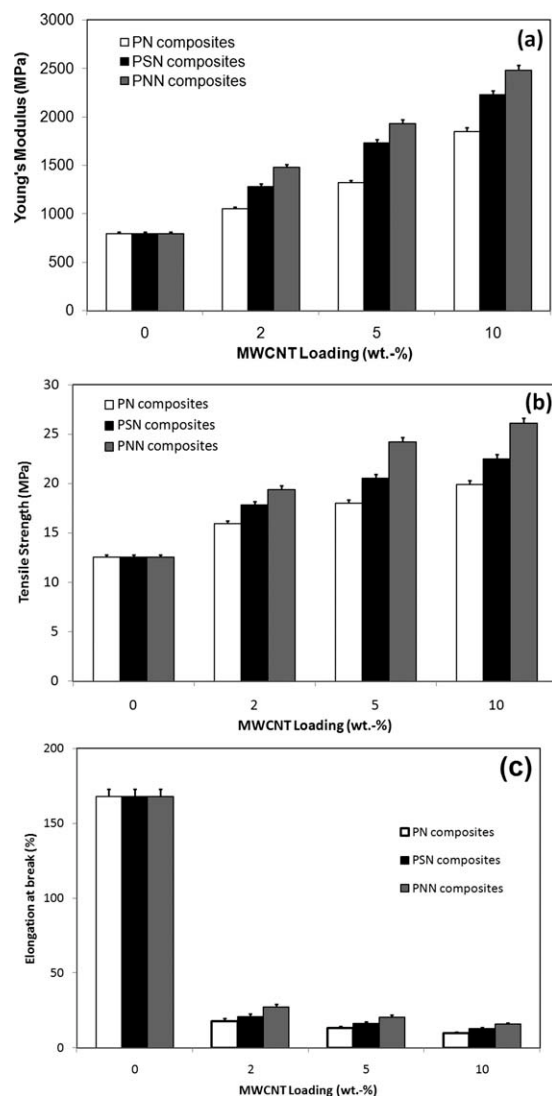 (a)
PN composites
PSN composites
PNN composites
3000
2500
2000
1500
1000
500
0
Young's Modulus (MPa)
0 2 5 10
MWCNT Loading (wt.-%)
(b)
PN composites
PSN composites
PNN composites
30
25
20
15
10
5
0
Tensile Strength (MPa)
0 2 5 10
MWCNT Loading (wt.-%)
(c)
PN composites
PSN composites
PNN composites
200
150
100
50
0
Elongation at break (%)
0 2 5 10
MWCNT Loading (wt.-%)